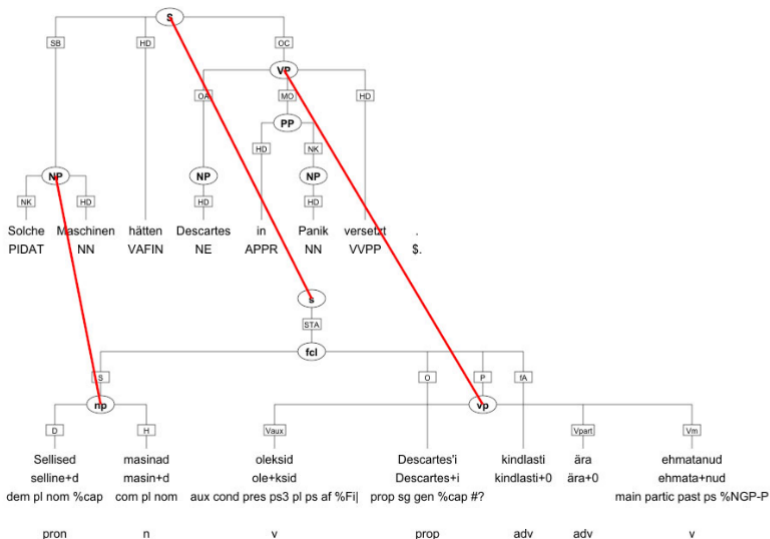 S
SB HD OC
VP
OA MO HD
PP
HD NK
NP NP NP
NK HD HD HD
Solche Maschinen hätten Descartes in Panik versetzt .
PIDAT NN VAFIN NE APPR NN VVPP $.
s
STA
fcl
S O P fA
np vp
D H Vaux Vpart Vm
Sellised masinad oleksid Descartes'i kindlasti ära ehmatanud
selline+d masin+d ole+ksid Descartes+i kindlasti+0 ära+0 ehmata+nud
dem pl nom %cap com pl nom aux cond pres ps3 pl ps af %Fi| prop sg gen %cap #? main partic past ps %NGP-P
pron n v prop adv adv v